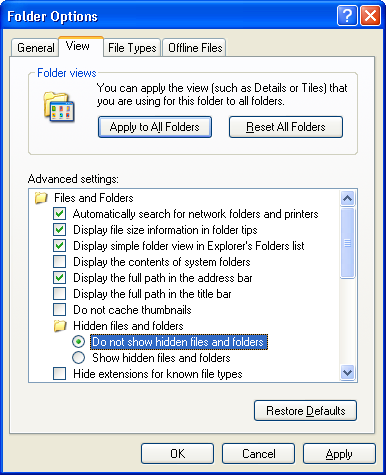 Folder Options
General View File Types Offline Files
Folder views
You can apply the view (such as Details or Tiles) that
you are using for this folder to all folders.
Apply to All Folders Reset All Folders
Advanced settings:
Files and Folders
Automatically search for network folders and printers
Display file size information in folder tips
Display simple folder view in Explorer's Folders list
Display the contents of system folders
Display the full path in the address bar
Display the full path in the title bar
Do not cache thumbnails
Hidden files and folders
Do not show hidden files and folders
Show hidden files and folders
Hide extensions for known file types
Restore Defaults
OK Cancel Apply